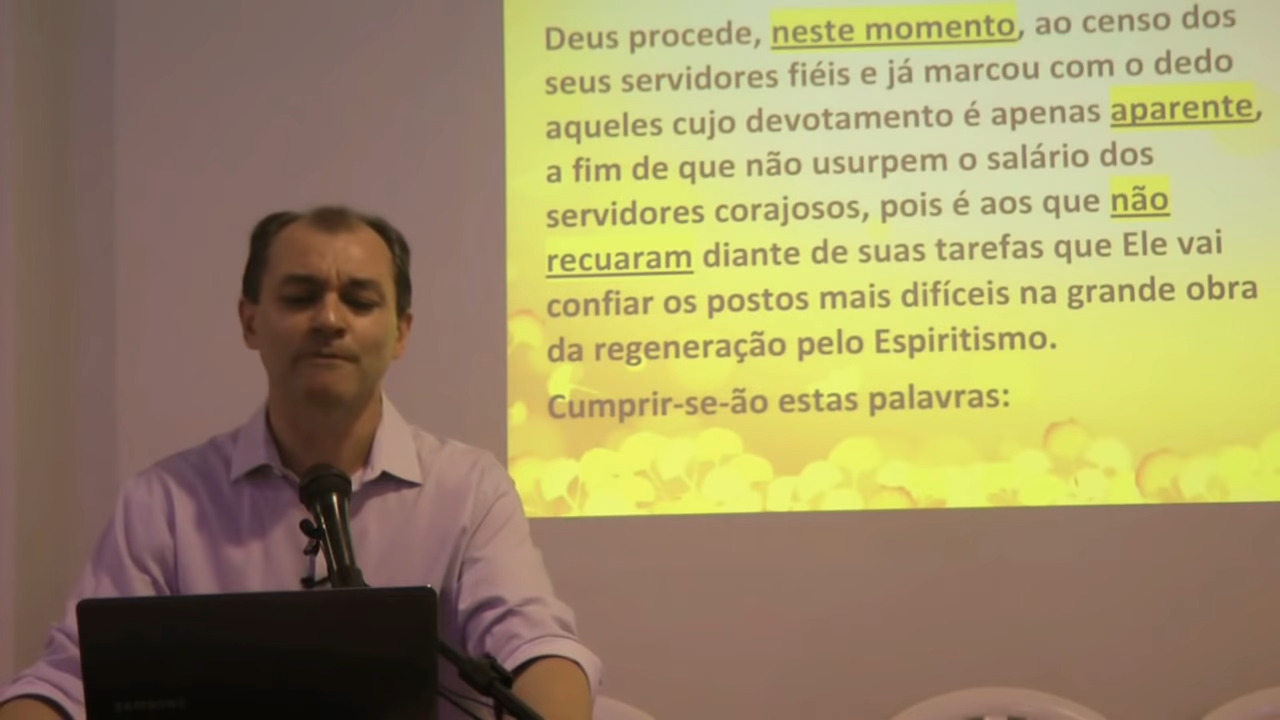 Deus procede, neste momento, ao censo dos
seus servidores fiéis e já marcou com o dedo
aqueles cujo devotamento é apenas aparente,
a fim de que não usurpem o salário dos
servidores corajosos, pois é aos que não
recuaram diante de suas tarefas que Ele vai
confiar os postos mais difíceis na grande obra
da regeneração pelo Espiritismo.
Cumprir-se-ão estas palavras:
SAMSUNG